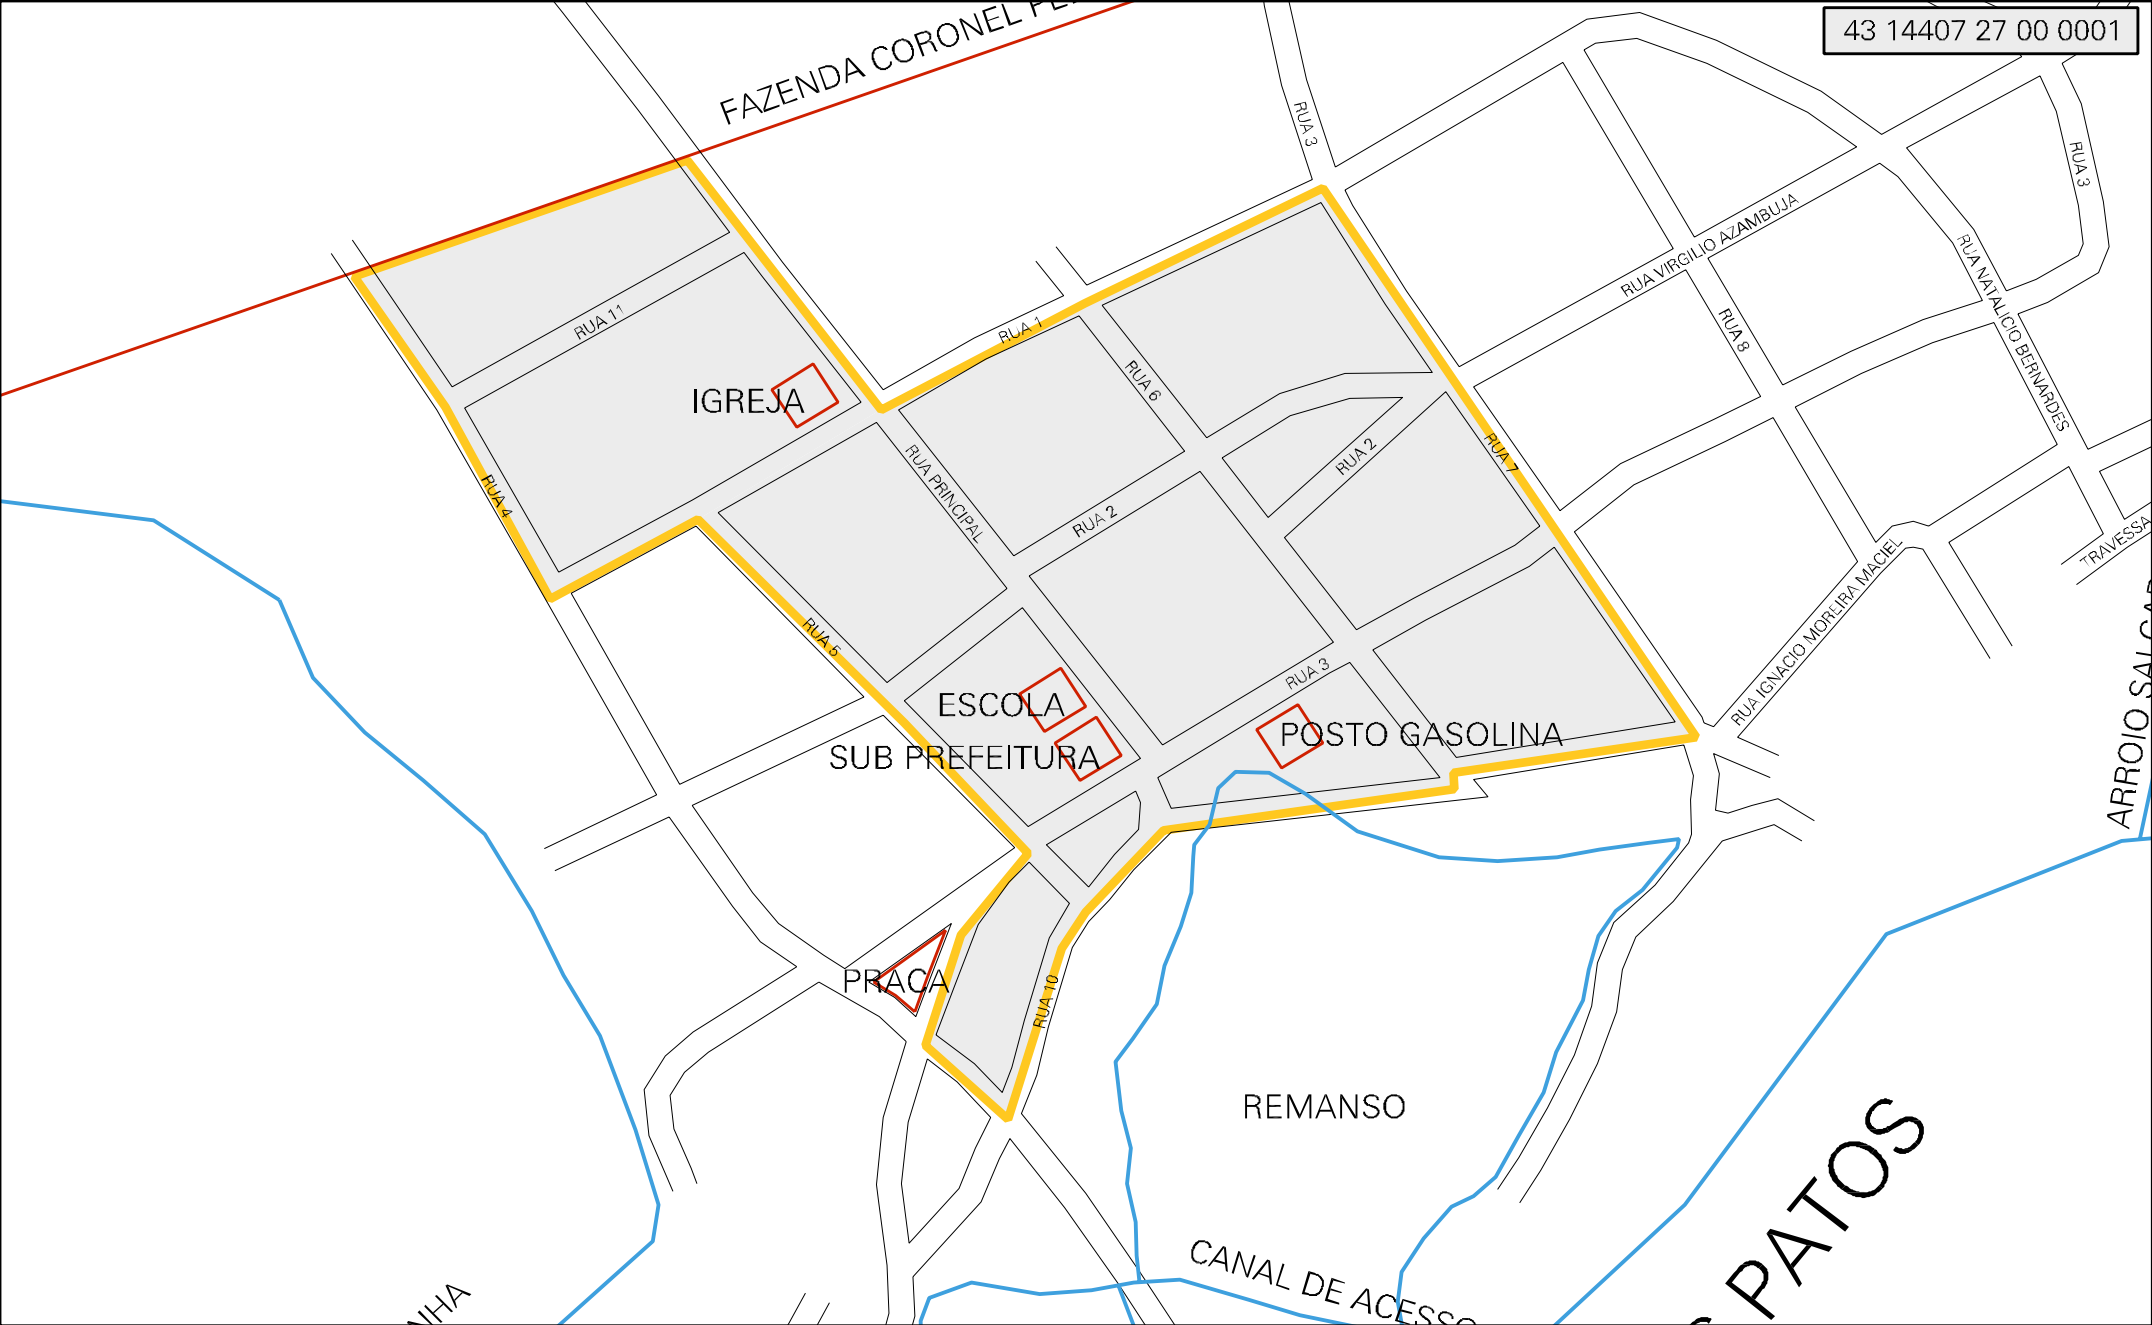 FAZENDA CORONEL
43 14407 27 00 0001
RUA 3
RUA 3
RUA VIRGILIO AZAMBUJA
RUA NATALICIO BERNARDES
RUA 11
RUA 1
RUA 8
RUA 6
IGREJA
RUA 2
RUA 7
RUA PRINCIPAL
RUA 4
RUA 2
TRAVESSA
RUA IGNACIO MOREIRA MACIEL
RUA 5
RUA 3
ESCOLA
POSTO GASOLINA
SUB PREFEITURA
ARROIO
PRACA
RUA 10
REMANSO
PATOS
CANAL DE ACESSO